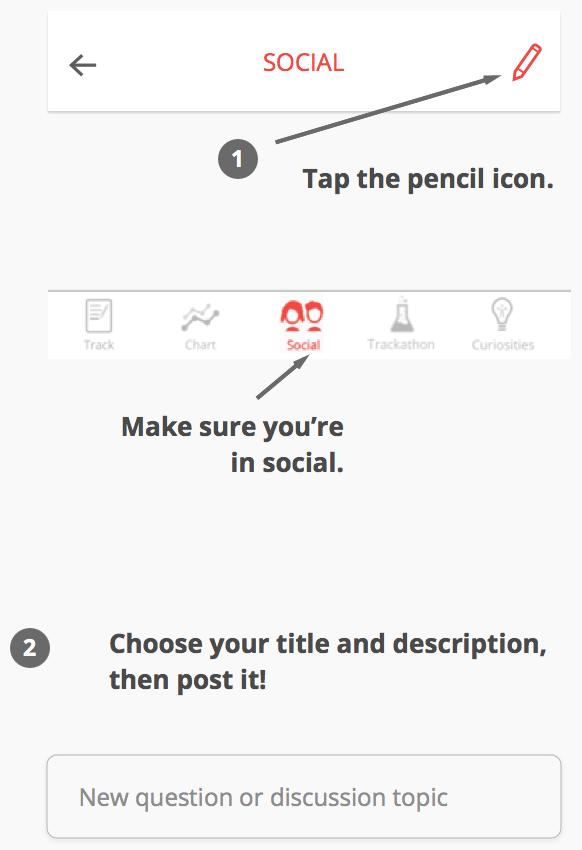 SOCIAL
1
Tap the pencil icon.
Track
Chart
Social
Trackathon
Curiosities
Make sure you’re
in social.
2
Choose your title and description,
then post it!
New question or discussion topic